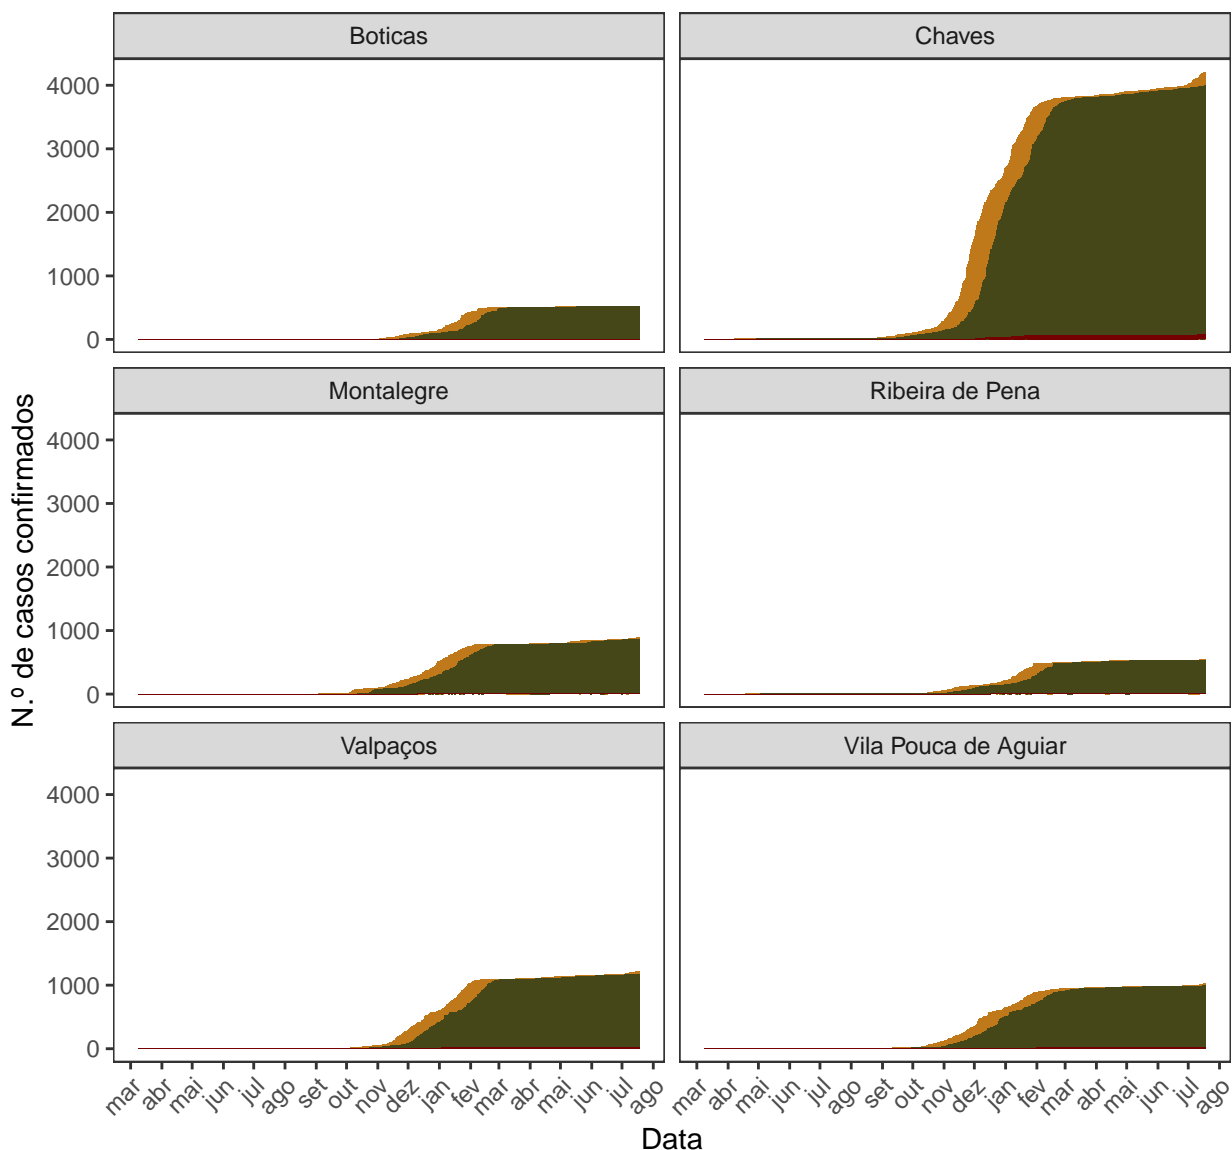 Boticas
Chaves
4000
3000
2000
1000
0
Montalegre
Ribeira de Pena
4000
3000
2000
1000
0
Valpaços
Vila Pouca de Aguiar
4000
3000
2000
1000
0
N.º de casos confirmados
mar abr mai jun jul ago set out nov dez jan fev mar abr mai jun jul ago
mar abr mai jun jul ago set out nov dez jan fev mar abr mai jun jul ago
Data